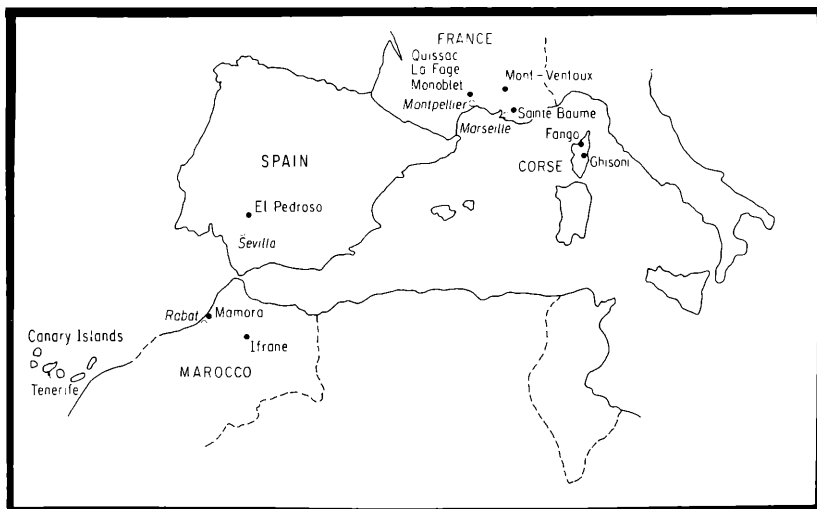 FRANCE
Quissac
La Fage
Monoblet
Mont-Ventoux
Montpellier
Sainte Baume
Marseille
Fango
SPAIN
CORSE
Ghisoni
El Pedroso
Sevilla
Rabat
Mamora
Canary Islands
Ifrane
MAROCCO
Tenerife